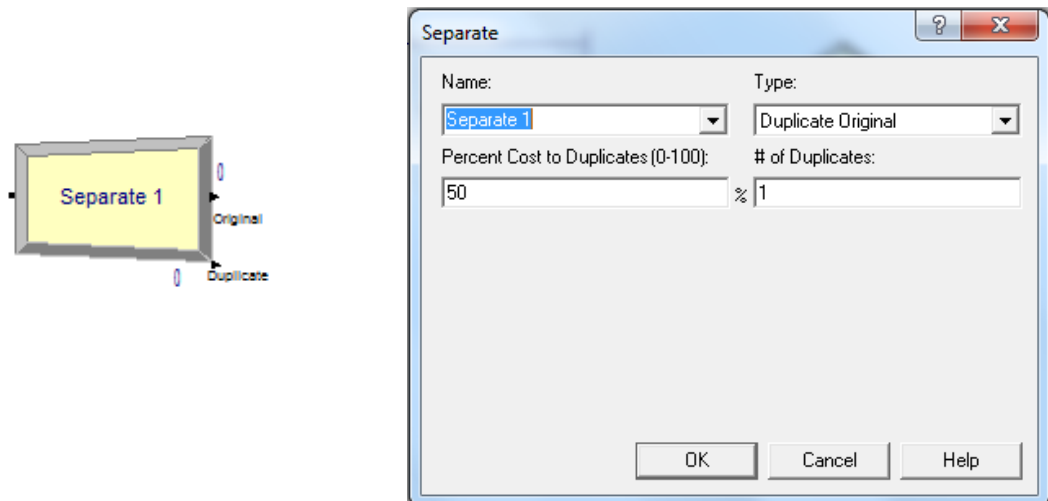 Separate 1
0
Original
0
Duplicate
Separate
?
X
Name:
Type:
Separate 1
Duplicate Original
Percent Cost to Duplicates (0-100):
# of Duplicates:
50
%
1
OK
Cancel
Help